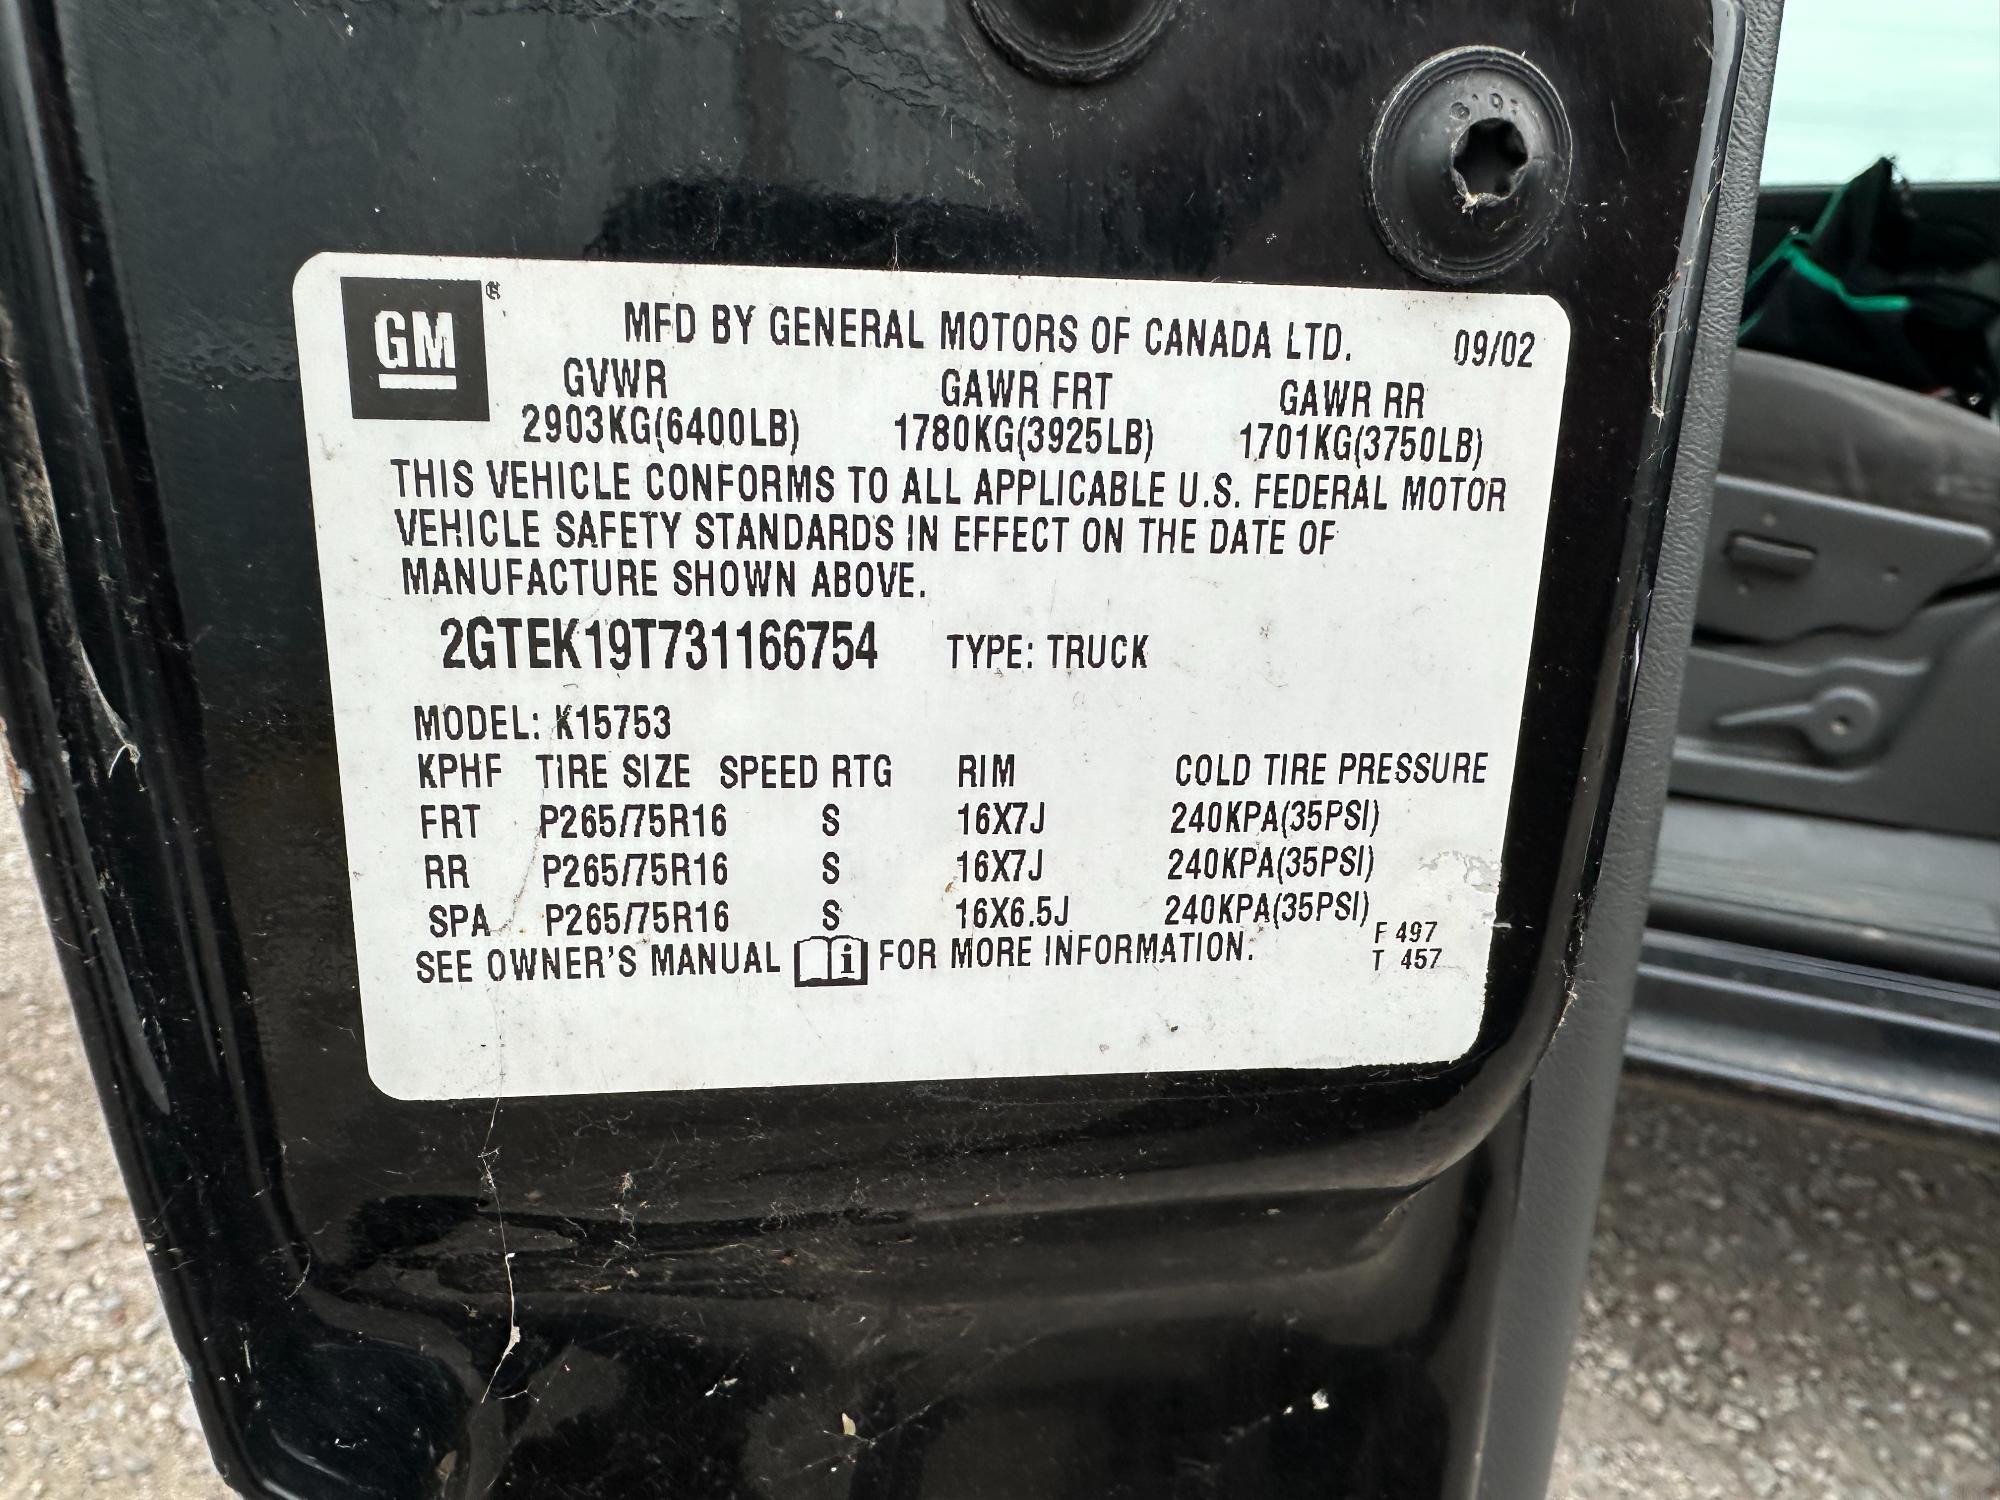 GM
MFD BY GENERAL MOTORS OF CANADA LTD. 09/02
GVWR GAWR FRT GAWR RR
2903KG(6400LB) 1780KG(3925LB) 1701KG(3750LB)
THIS VEHICLE CONFORMS TO ALL APPLICABLE U.S. FEDERAL MOTOR
VEHICLE SAFETY STANDARDS IN EFFECT ON THE DATE OF
MANUFACTURE SHOWN ABOVE.
2GTEK19T731166754 TYPE: TRUCK
MODEL: K15753
KPHF TIRE SIZE SPEED RTG RIM COLD TIRE PRESSURE
FRT P265/75R16 S 16X7J 240KPA(35PSI)
RR P265/75R16 S 16X7J 240KPA(35PSI)
SPA P265/75R16 S 16X6.5J 240KPA(35PSI)
F 497
SEE OWNER'S MANUAL i FOR MORE INFORMATION. T 457